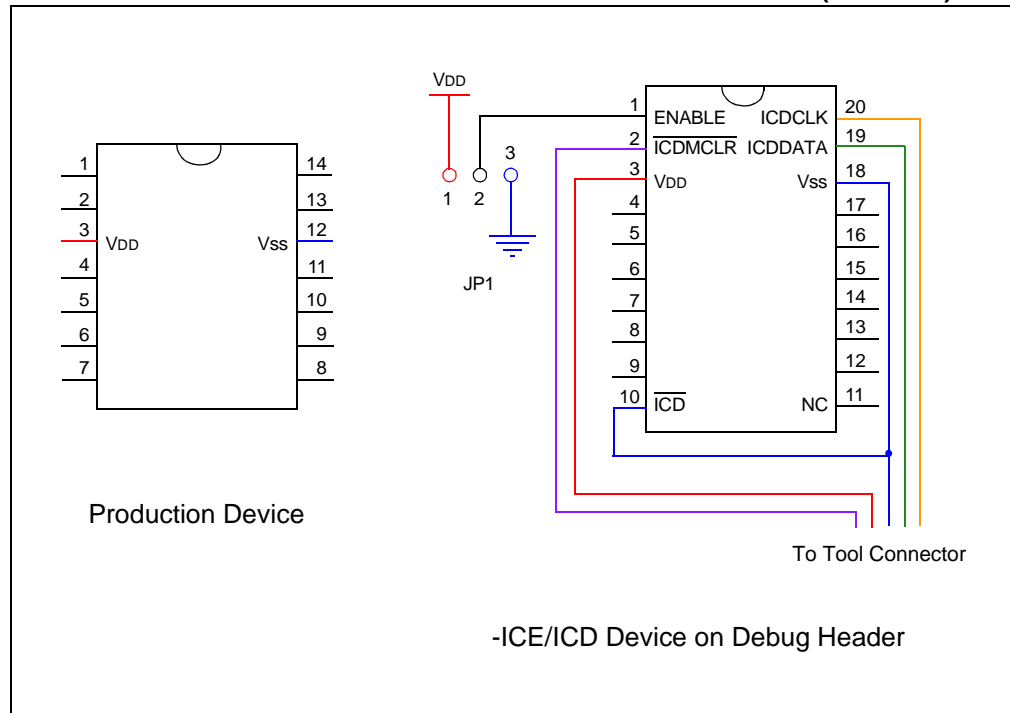 1
2
3 VDD
4
5
6
7
14
13
12 Vss
11
10
9
8
Production Device
VDD
1 2 3
JP1
1 ENABLE
2 ICDMCLR
3 VDD
4
5
6
7
8
9
10 ICD
ICDCLK 20
ICDDATA 19
Vss 18
17
16
15
14
13
12
NC 11
To Tool Connector
-ICE/ICD Device on Debug Header